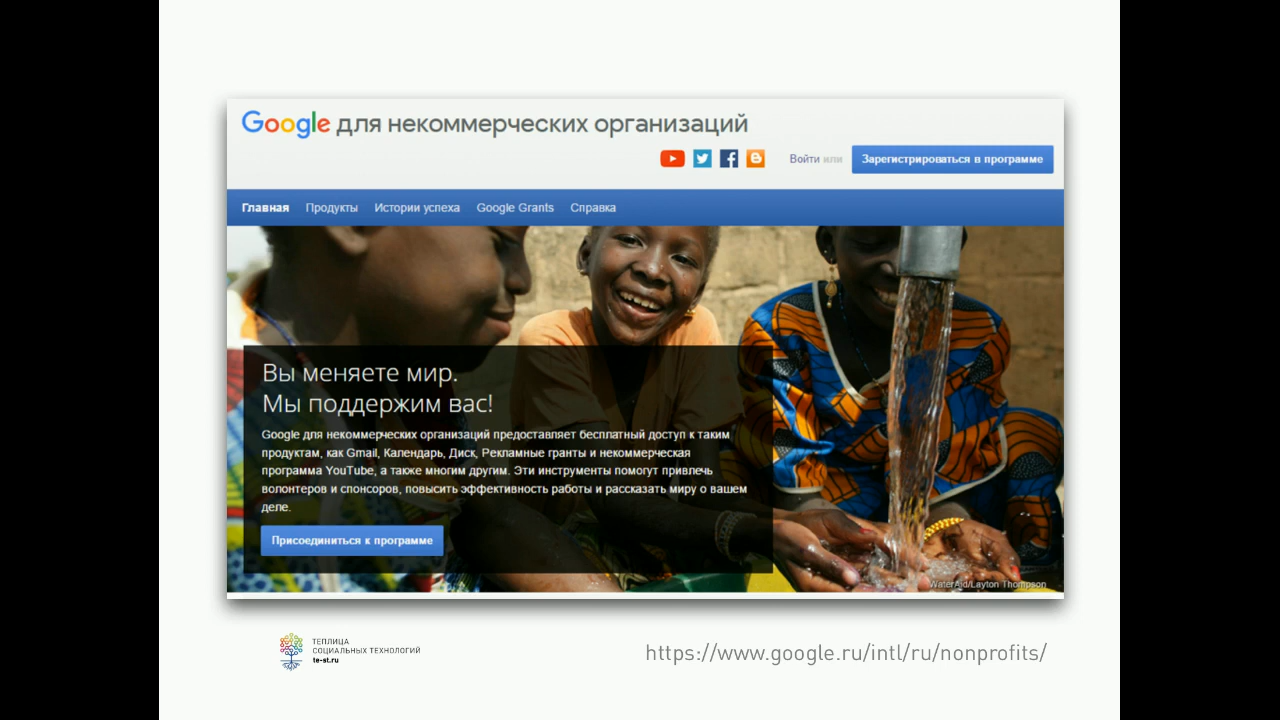 Google для некоммерческих организаций
Войти или Зарегистрироваться в программе
Главная Продукты Истории успеха Google Grants Справка
Вы меняете мир.
Мы поддержим вас!
Google для некоммерческих организаций предоставляет бесплатный доступ к таким
продуктам, как Gmail, Календарь, Диск, Рекламные гранты и некоммерческая
программа YouTube, а также многим другим. Эти инструменты помогут привлечь
волонтеров и спонсоров, повысить эффективность работы и рассказать миру о вашем
деле.
Присоединиться к программе
WaterAid/Layton Thompson
ТЕПЛИЦА
СОЦИАЛЬНЫХ ТЕХНОЛОГИЙ
te-st.ru
https://www.google.ru/intl/ru/nonprofits/